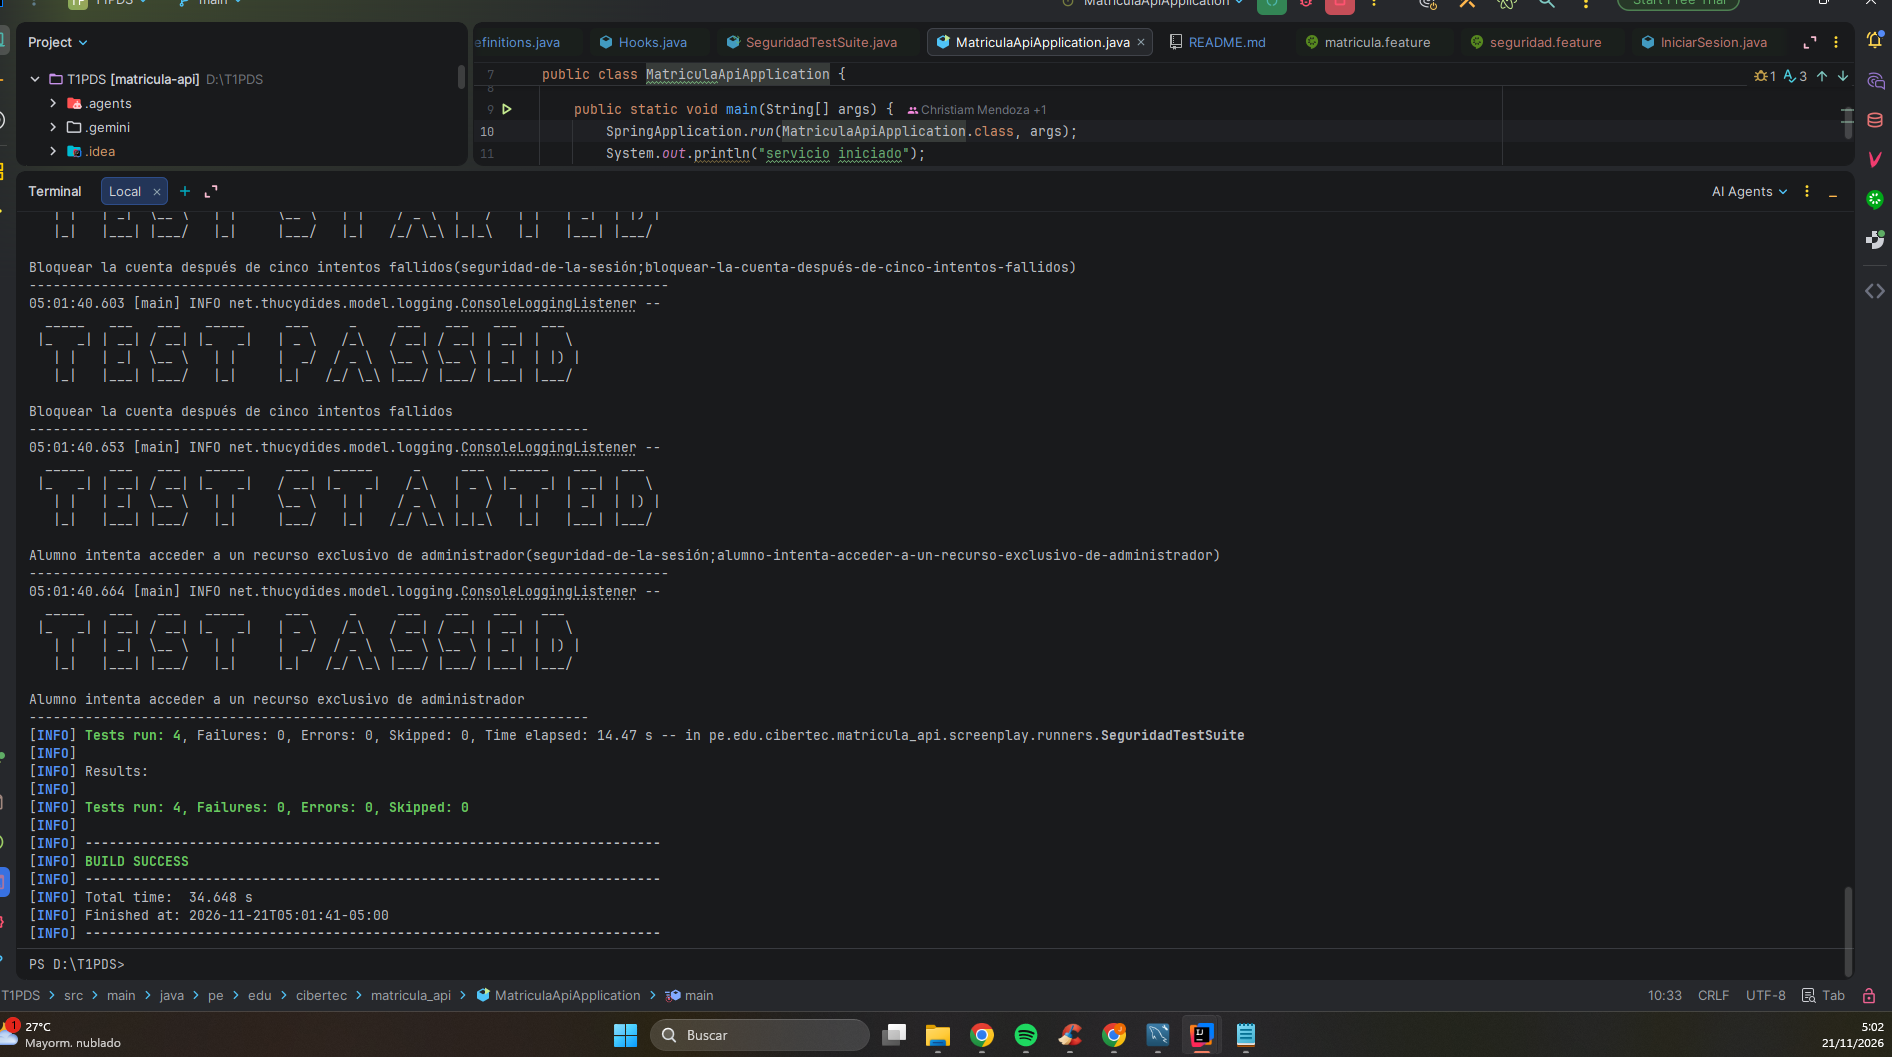 T1PDS
main
MatriculaApiApplication
Start Free Trial
Project
efinitions.java
Hooks.java
SeguridadTestSuite.java
MatriculaApiApplication.java
README.md
matricula.feature
seguridad.feature
IniciarSesion.java
T1PDS [matricula-api] D:\T1PDS
.agents
.gemini
.idea
7 public class MatriculaApiApplication {
1 3
8
9 public static void main(String[] args) { Christiam Mendoza +1
10 SpringApplication.run(MatriculaApiApplication.class, args);
11 System.out.println("servicio iniciado");
Terminal
Local
AI Agents
TEST STARTED
Bloquear la cuenta después de cinco intentos fallidos(seguridad-de-la-sesión;bloquear-la-cuenta-después-de-cinco-intentos-fallidos)
--------------------------------------------------------------------------------
05:01:40.603 [main] INFO net.thucydides.model.logging.ConsoleLoggingListener --
TEST PASSED
Bloquear la cuenta después de cinco intentos fallidos
----------------------------------------------------------------------
05:01:40.653 [main] INFO net.thucydides.model.logging.ConsoleLoggingListener --
TEST STARTED
Alumno intenta acceder a un recurso exclusivo de administrador(seguridad-de-la-sesión;alumno-intenta-acceder-a-un-recurso-exclusivo-de-administrador)
--------------------------------------------------------------------------------
05:01:40.664 [main] INFO net.thucydides.model.logging.ConsoleLoggingListener --
TEST PASSED
Alumno intenta acceder a un recurso exclusivo de administrador
----------------------------------------------------------------------
[INFO] Tests run: 4, Failures: 0, Errors: 0, Skipped: 0, Time elapsed: 14.47 s -- in pe.edu.cibertec.matricula_api.screenplay.runners.SeguridadTestSuite
[INFO]
[INFO] Results:
[INFO]
[INFO] Tests run: 4, Failures: 0, Errors: 0, Skipped: 0
[INFO]
[INFO] ------------------------------------------------------------------------
[INFO] BUILD SUCCESS
[INFO] ------------------------------------------------------------------------
[INFO] Total time:  34.648 s
[INFO] Finished at: 2026-11-21T05:01:41-05:00
[INFO] ------------------------------------------------------------------------
PS D:\T1PDS>
T1PDS > src > main > java > pe > edu > cibertec > matricula_api > MatriculaApiApplication > main
10:33 CRLF UTF-8 Tab
1
27°C
Mayorm. nublado
Buscar
5:02
21/11/2026